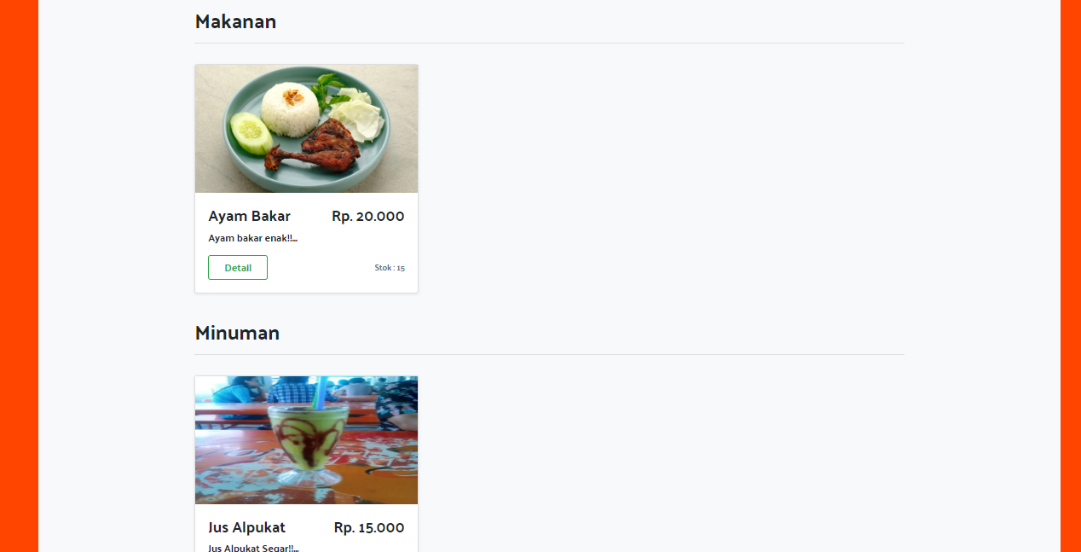 Makanan
Ayam Bakar Rp. 20.000
Ayam bakar enak!!...
Detail Stok : 15
Minuman
Jus Alpukat Rp. 15.000
Jus Alpukat Segar!!...